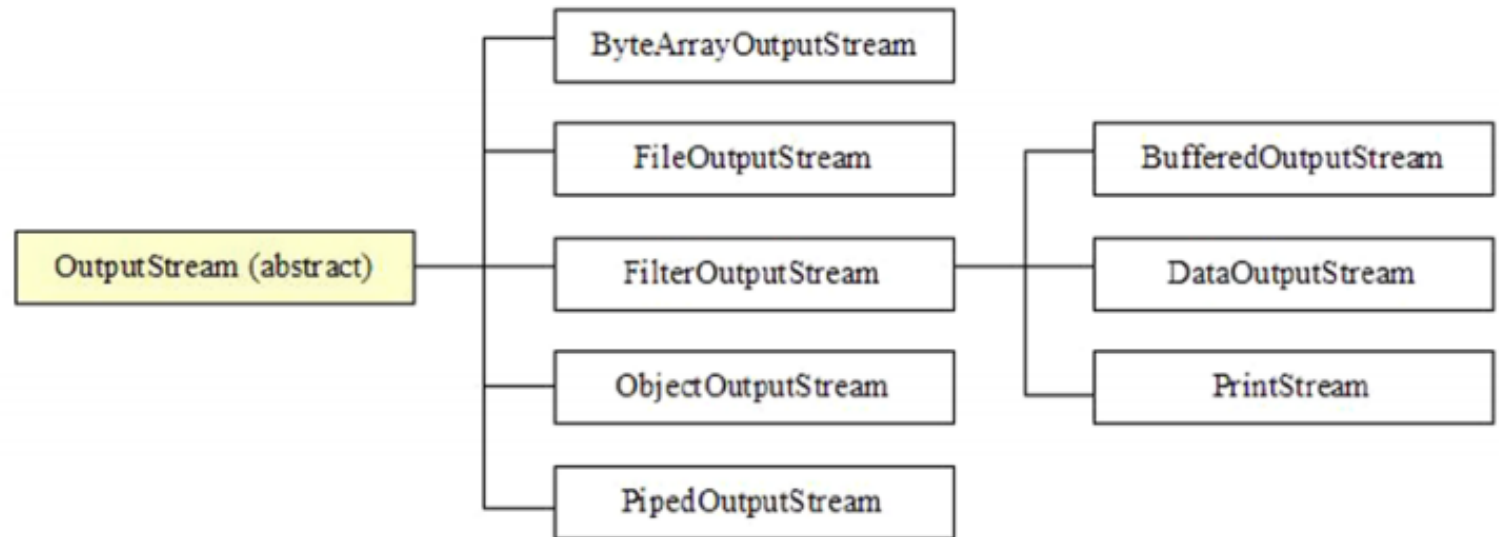 OutputStream (abstract)
ByteArrayOutputStream
FileOutputStream
FilterOutputStream
ObjectOutputStream
PipedOutputStream
BufferedOutputStream
DataOutputStream
PrintStream